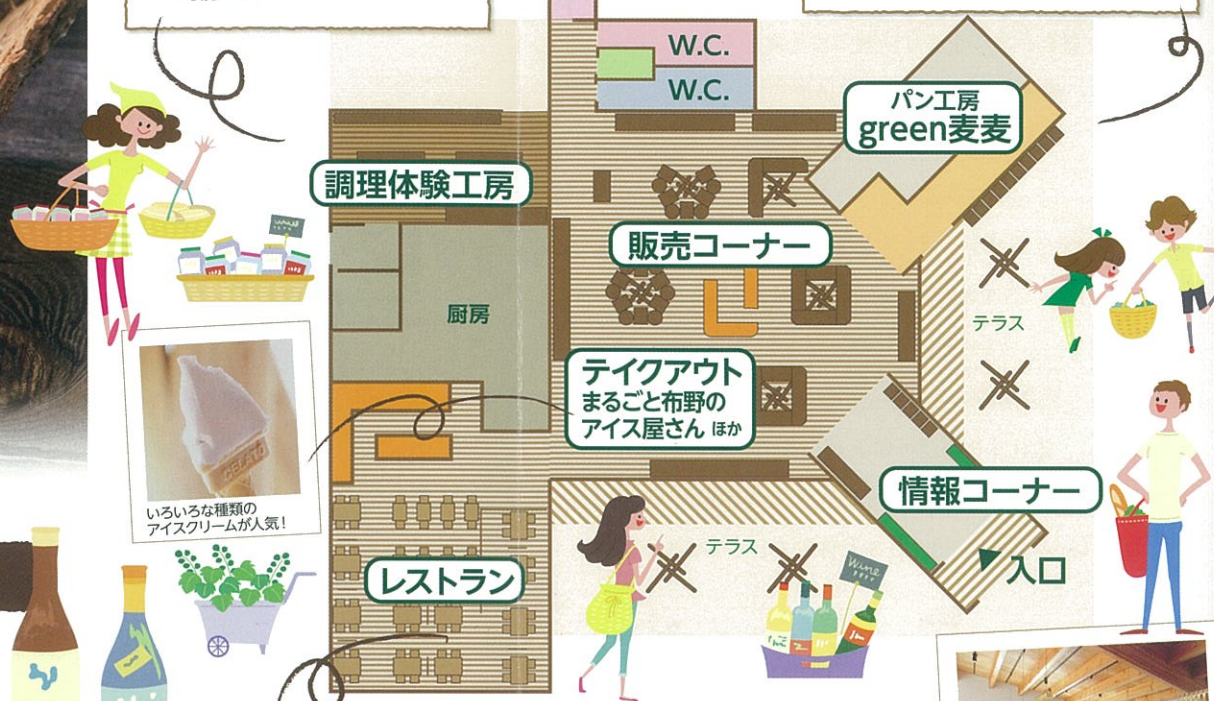 W.C.
W.C.
パン工房
green麦麦
調理体験工房
販売コーナー
厨房
テラス
テイクアウト
まるごと布野の
アイス屋さん ほか
GELATO
いろいろな種類の
アイスクリームが人気!
情報コーナー
テラス
入口
レストラン
Wine